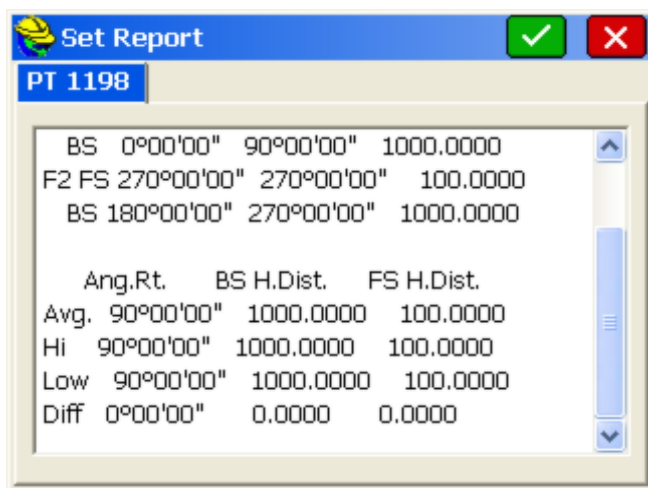 Set Report
PT 1198
BS 0°00'00" 90°00'00" 1000.0000
F2 FS 270°00'00" 270°00'00" 100.0000
BS 180°00'00" 270°00'00" 1000.0000
Ang.Rt. BS H.Dist. FS H.Dist.
Avg. 90°00'00" 1000.0000 100.0000
Hi 90°00'00" 1000.0000 100.0000
Low 90°00'00" 1000.0000 100.0000
Diff 0°00'00" 0.0000 0.0000